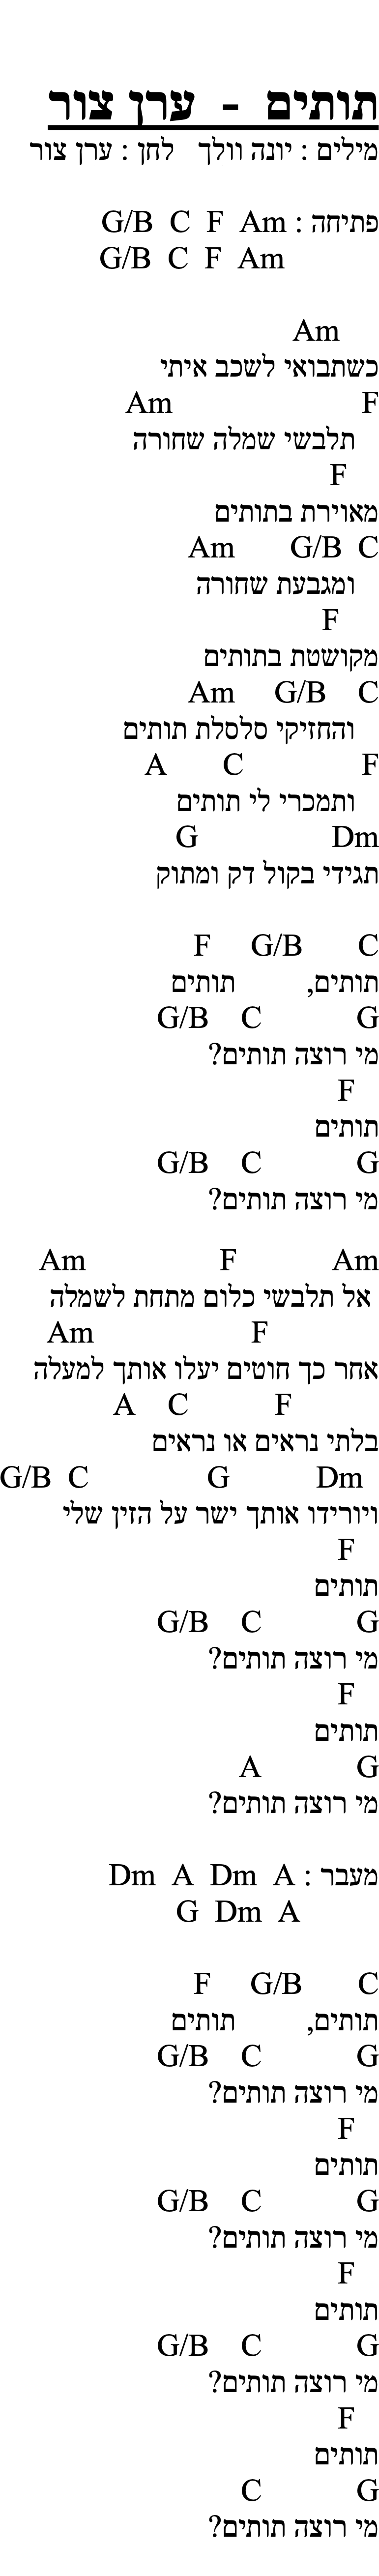 תותים - ערן צור
מילים : יונה וולך לחן : ערן צור
פתיחה : G/B C F Am
G/B C F Am
Am
כשתבואי לשכב איתי
Am F
תלבשי שמלה שחורה
F
מאוירת בתותים
Am G/B C
ומגבעת שחורה
F
מקושטת בתותים
Am G/B C
והחזיקי סלסלת תותים
A C F
ותמכרי לי תותים
G Dm
תגידי בקול דק ומתוק
F G/B C
תותים, תותים
G/B C G
מי רוצה תותים?
F
תותים
G/B C G
מי רוצה תותים?
Am F Am
אל תלבשי כלום מתחת לשמלה
Am F
אחר כך חוטים יעלו אותך למעלה
A C F
בלתי נראים או נראים
G/B C G Dm
ויורידו אותך ישר על הזין שלי
F
תותים
G/B C G
מי רוצה תותים?
F
תותים
A G
מי רוצה תותים?
מעבר : Dm A Dm A
G Dm A
F G/B C
תותים, תותים
G/B C G
מי רוצה תותים?
F
תותים
G/B C G
מי רוצה תותים?
F
תותים
G/B C G
מי רוצה תותים?
F
תותים
C G
מי רוצה תותים?